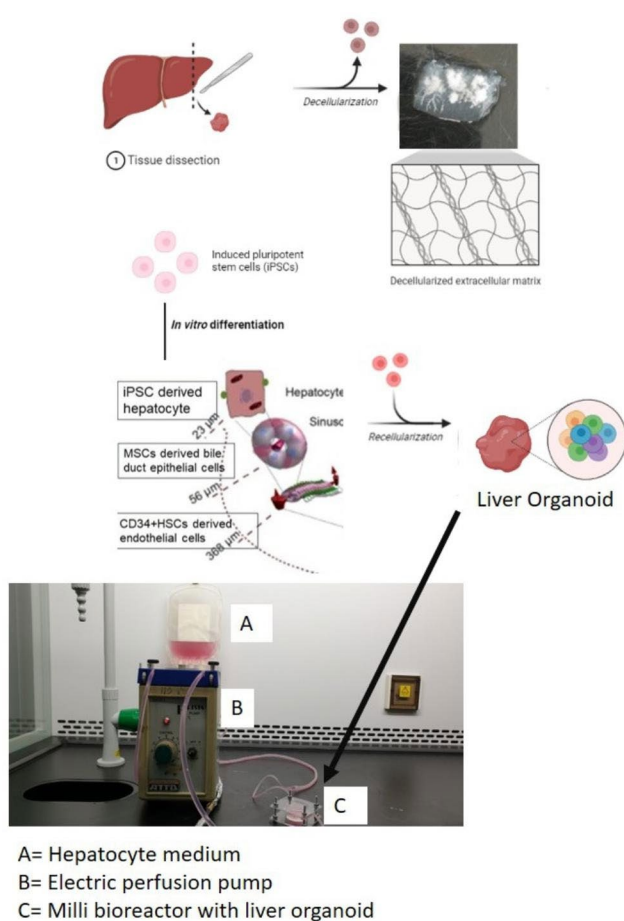 Decellularization
1 Tissue dissection
Decellularized extracellular matrix
Induced pluripotent
stem cells (iPSCs)
In vitro differentiation
iPSC derived
hepatocyte
Hepatocyte
Sinusc
23 µm
MSCs derived bile
duct epithelial cells
56 µm
CD34+HSCs derived
endothelial cells
368 µm
Recellularization
Liver Organoid
A
B
ATTO
C
A= Hepatocyte medium
B= Electric perfusion pump
C= Milli bioreactor with liver organoid